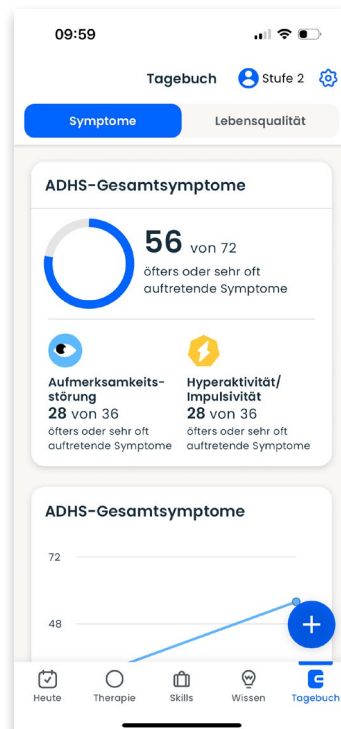 09:59
Tagebuch
Stufe 2
Symptome
Lebensqualität
ADHS-Gesamtsymptome
56 von 72
öfters oder sehr oft
auftretende Symptome
Aufmerksamkeits-
störung
28 von 36
öfters oder sehr oft
auftretende Symptome
Hyperaktivität/
Impulsivität
28 von 36
öfters oder sehr oft
auftretende Symptome
ADHS-Gesamtsymptome
72
48
Heute
Therapie
Skills
Wissen
Tagebuch